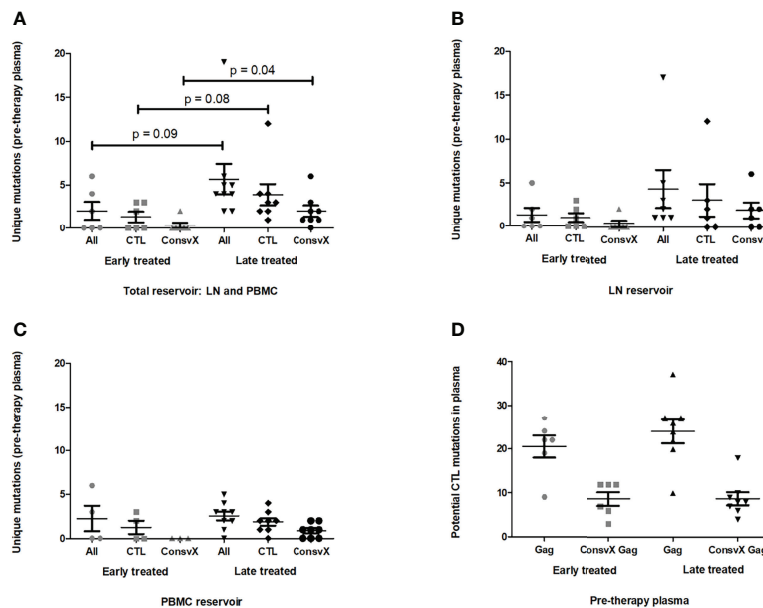 A
Unique mutations (pre-therapy plasma)
20
15
10
5
0
p = 0.04
p = 0.08
p = 0.09
All CTL ConsvX All CTL ConsvX
Early treated Late treated
Total reservoir: LN and PBMC
B
Unique mutations (pre-therapy plasma)
20
15
10
5
0
All CTL ConsvX All CTL Consv
Early treated Late treated
LN reservoir
C
Unique mutations (pre-therapy plasma)
20
15
10
5
0
All CTL ConsvX All CTL ConsvX
Early treated Late treated
PBMC reservoir
D
Potential CTL mutations in plasma
40
30
20
10
0
Gag ConsvX Gag Gag ConsvX Gag
Early treated Late treated
Pre-therapy plasma